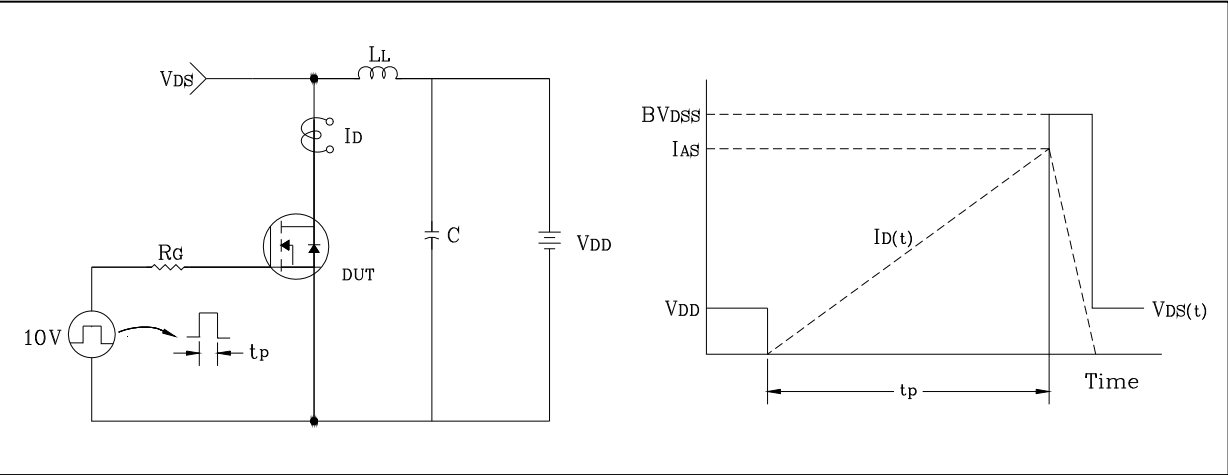 LL
VDS
ID
RG
C
VDD
DUT
10V
tp
BVDSS
IAS
ID(t)
VDD
VDS(t)
Time
tp